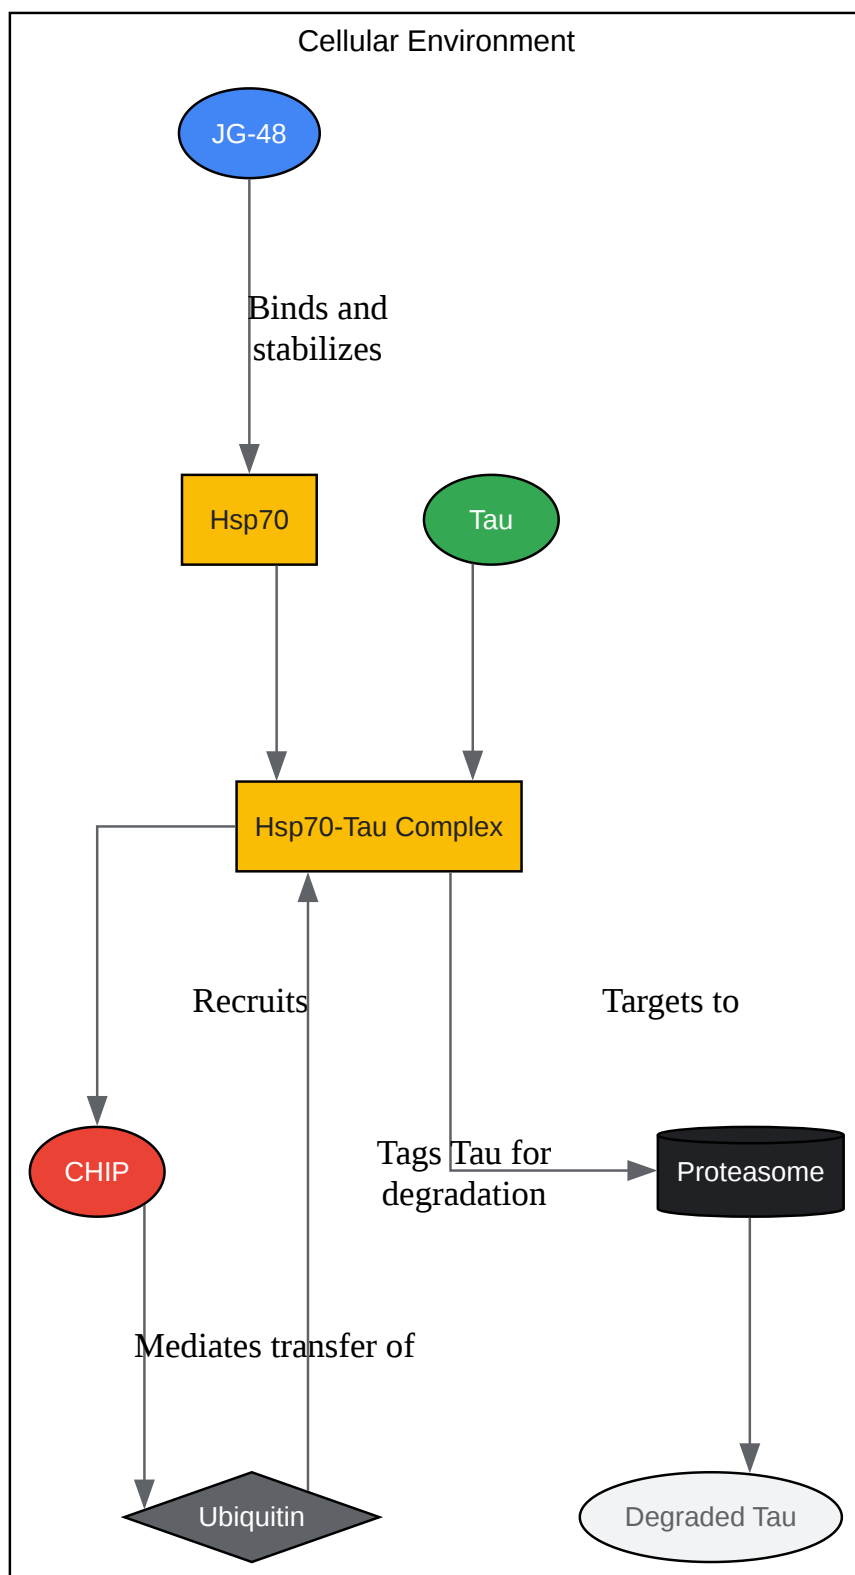 Cellular Environment
JG-48
Binds and
stabilizes
Hsp70
Tau
Hsp70-Tau Complex
Recruits
Targets to
Tags Tau for
degradation
CHIP
Proteasome
Mediates transfer of
Ubiquitin
Degraded Tau